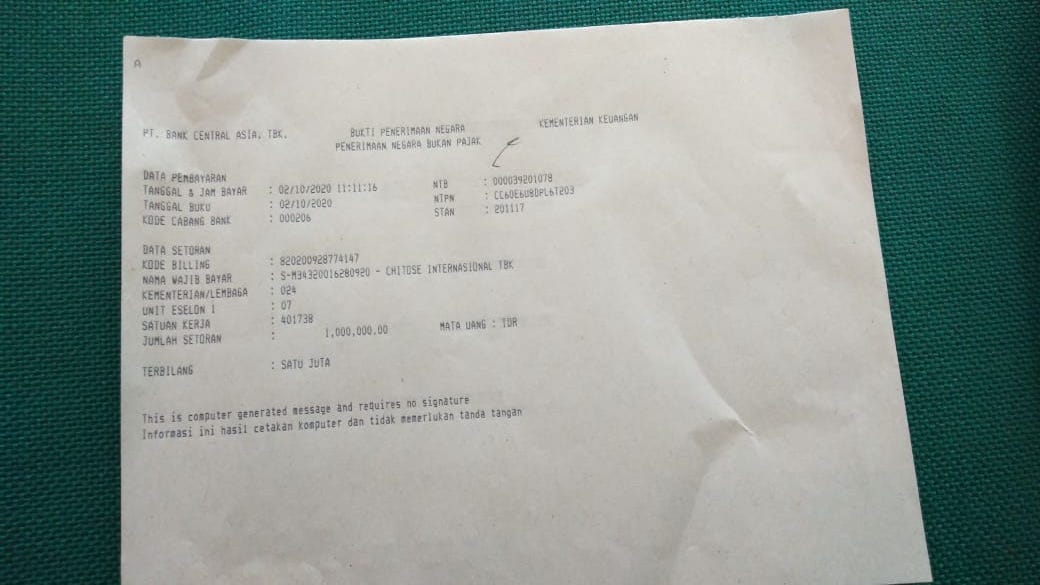 A
PT. BANK CENTRAL ASIA, TBK. BUKTI PENERIMAAN NEGARA KEMENTERIAN KEUANGAN
PENERIMAAN NEGARA BUKAN PAJAK
DATA PEMBAYARAN
TANGGAL & JAM BAYAR : 02/10/2020 11:11:16 NTB : 000039201078
TANGGAL BUKU : 02/10/2020 NTPN : CC60E6U8DPL6T203
KODE CABANG BANK : 000206 STAN : 201117
DATA SETORAN
KODE BILLING : 820200928774147
NAMA WAJIB BAYAR : S-M34320016280920 - CHITOSE INTERNASIONAL TBK
KEMENTERIAN/LEMBAGA : 024
UNIT ESELON 1 : 07
SATUAN KERJA : 401738
JUMLAH SETORAN : 1,000,000.00 MATA UANG : IDR
TERBILANG : SATU JUTA
This is computer generated message and requires no signature
Informasi ini hasil cetakan komputer dan tidak memerlukan tanda tangan